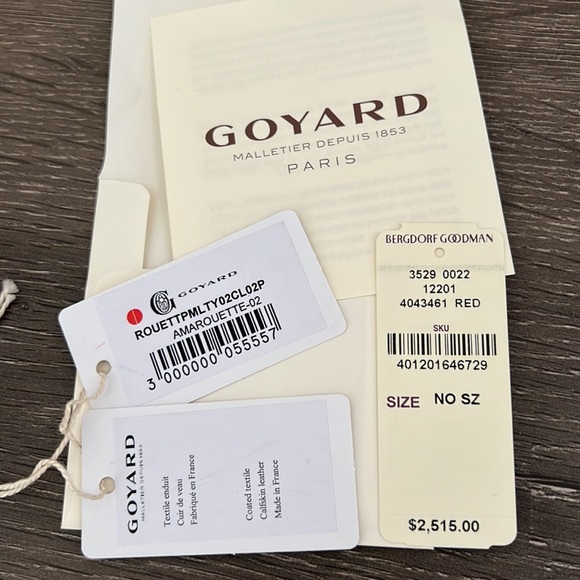 GOYARD
MALLETIER DEPUIS 1853
PARIS
GOYARD
ROUETTPMLTY02CL02P
AMAROUETTE-02
3 000000 055557
GOYARD
MALLETIER DEPUIS 1853
Textile enduit
Cuir de veau
Fabriqué en France
Coated textile
Calfskin leather
Made in France
BERGDORF GOODMAN
3529 0022
12201
4043461 RED
SKU
401201646729
SIZE NO SZ
$2,515.00